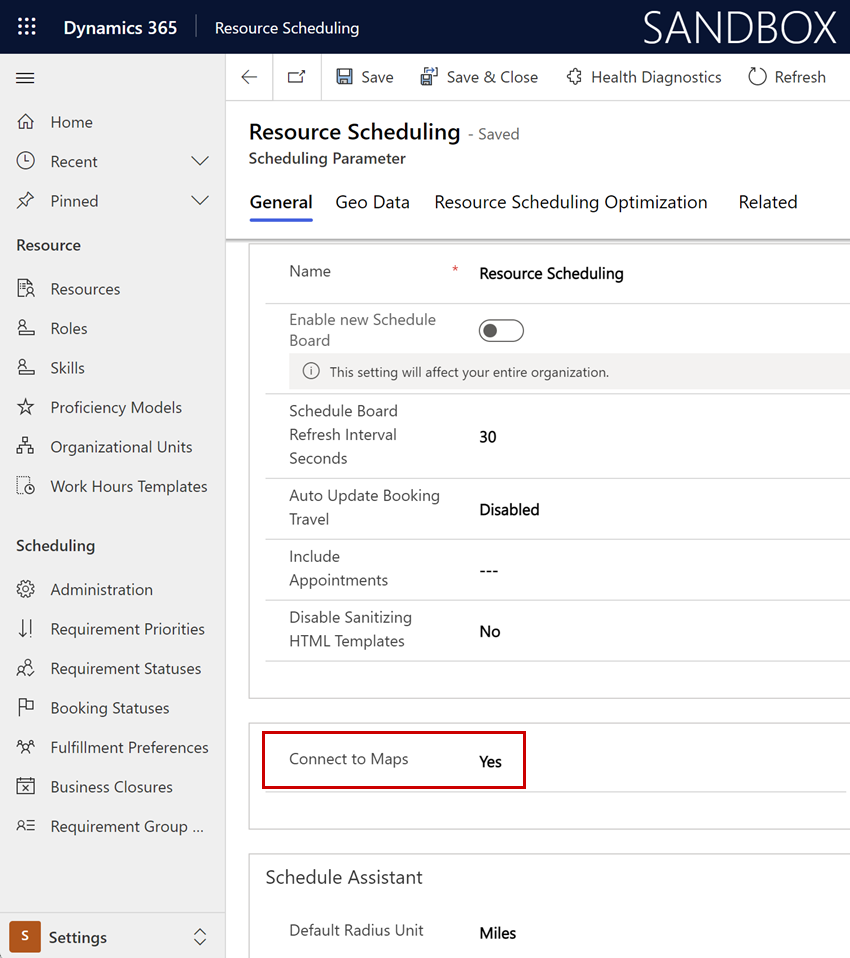 Dynamics 365
Resource Scheduling
SANDBOX
Save
Save & Close
Health Diagnostics
Refresh
Home
Recent
Pinned
Resource
Resources
Roles
Skills
Proficiency Models
Organizational Units
Work Hours Templates
Scheduling
Administration
Requirement Priorities
Requirement Statuses
Booking Statuses
Fulfillment Preferences
Business Closures
Requirement Group ...
S
Settings
Resource Scheduling - Saved
Scheduling Parameter
General
Geo Data
Resource Scheduling Optimization
Related
Name * Resource Scheduling
Enable new Schedule
Board
This setting will affect your entire organization.
Schedule Board
Refresh Interval
Seconds
30
Auto Update Booking
Travel
Disabled
Include
Appointments
---
Disable Sanitizing
HTML Templates
No
Connect to Maps Yes
Schedule Assistant
Default Radius Unit Miles